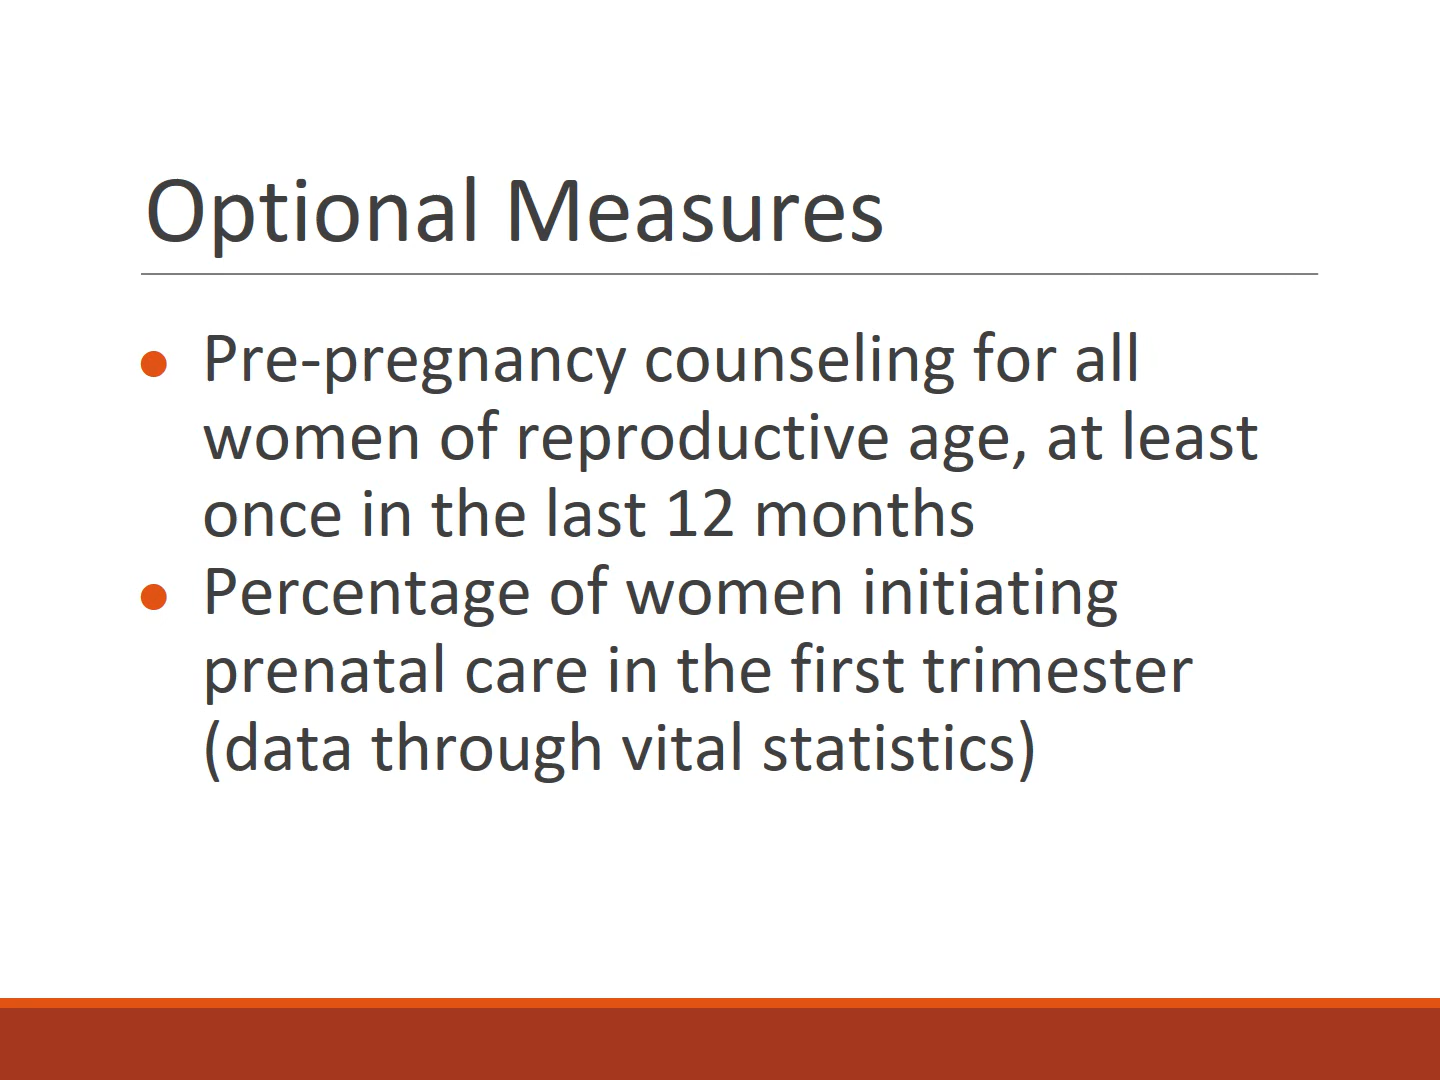 Optional Measures
● Pre-pregnancy counseling for all
women of reproductive age, at least
once in the last 12 months
● Percentage of women initiating
prenatal care in the first trimester
(data through vital statistics)